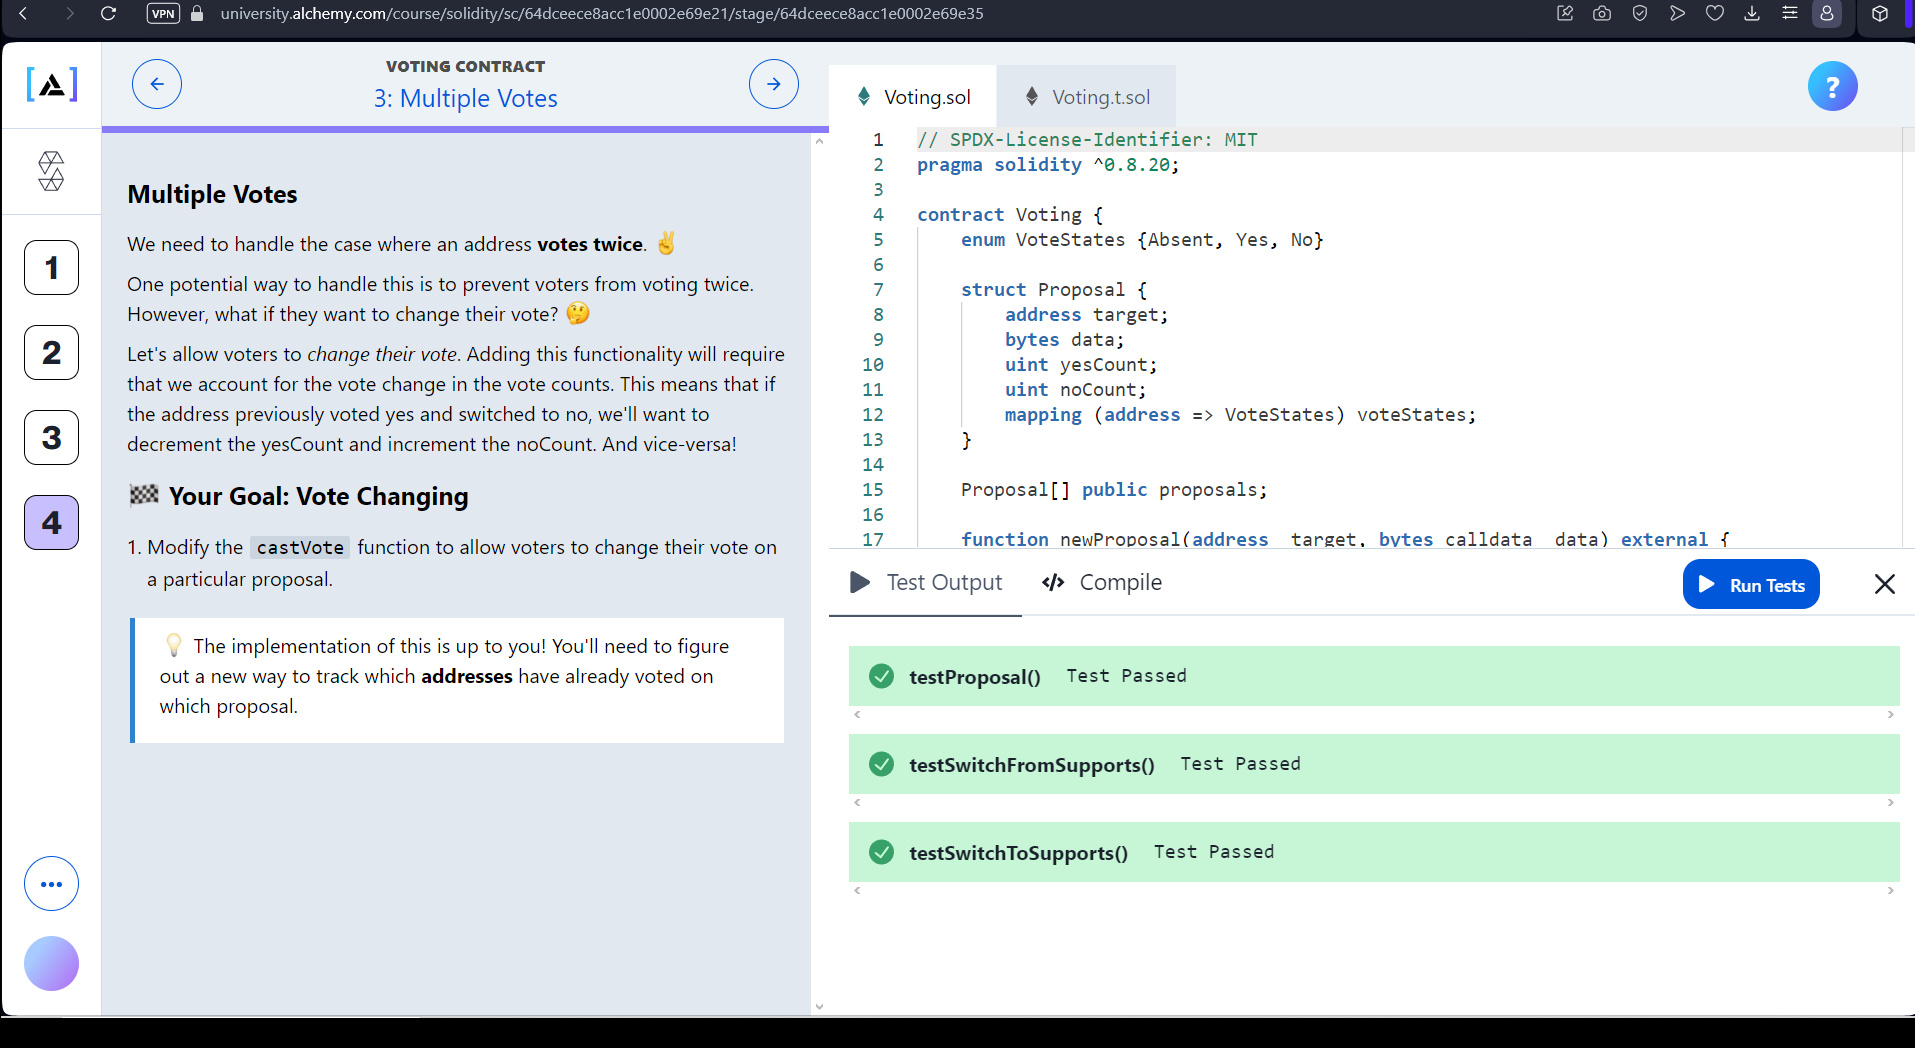 VPN
university.alchemy.com/course/solidity/sc/64dceece8acc1e0002e69e21/stage/64dceece8acc1e0002e69e35
VOTING CONTRACT
3: Multiple Votes
1
2
3
4
Multiple Votes
We need to handle the case where an address votes twice. ✌️
One potential way to handle this is to prevent voters from voting twice.
However, what if they want to change their vote? 🤔
Let's allow voters to change their vote. Adding this functionality will require
that we account for the vote change in the vote counts. This means that if
the address previously voted yes and switched to no, we'll want to
decrement the yesCount and increment the noCount. And vice-versa!
🏁 Your Goal: Vote Changing
1. Modify the castVote function to allow voters to change their vote on
a particular proposal.
💡 The implementation of this is up to you! You'll need to figure
out a new way to track which addresses have already voted on
which proposal.
Voting.sol
Voting.t.sol
?
1 // SPDX-License-Identifier: MIT
2 pragma solidity ^0.8.20;
3
4 contract Voting {
5 enum VoteStates {Absent, Yes, No}
6
7 struct Proposal {
8 address target;
9 bytes data;
10 uint yesCount;
11 uint noCount;
12 mapping (address => VoteStates) voteStates;
13 }
14
15 Proposal[] public proposals;
16
17 function newProposal(address _target, bytes calldata _data) external {
Test Output
</> Compile
Run Tests
testProposal() Test Passed
testSwitchFromSupports() Test Passed
testSwitchToSupports() Test Passed